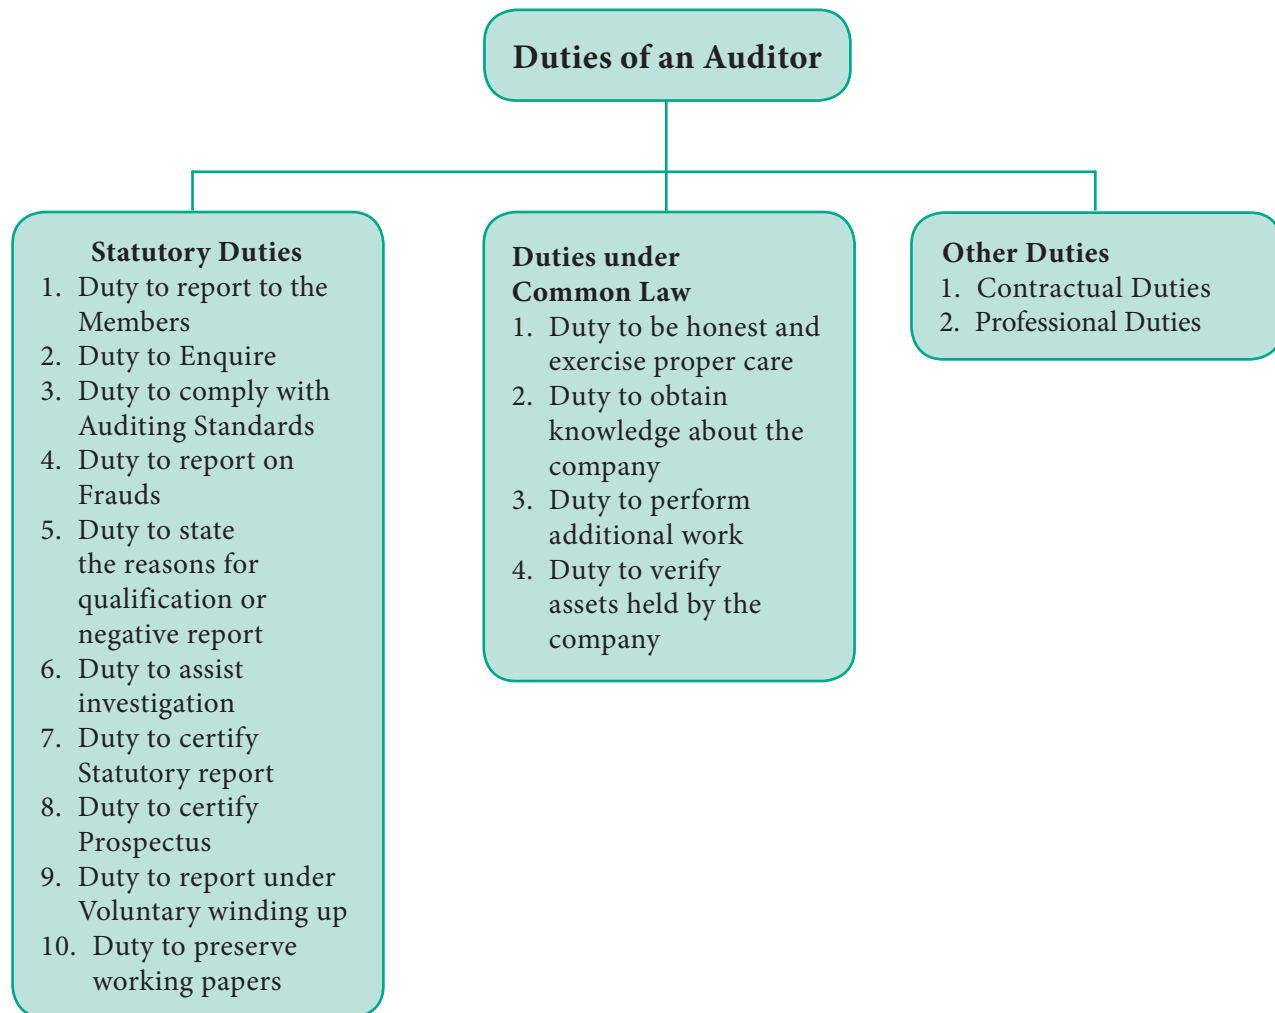 Duties of an Auditor
Statutory Duties
1. Duty to report to the
Members
2. Duty to Enquire
3. Duty to comply with
Auditing Standards
4. Duty to report on
Frauds
5. Duty to state
the reasons for
qualification or
negative report
6. Duty to assist
investigation
7. Duty to certify
Statutory report
8. Duty to certify
Prospectus
9. Duty to report under
Voluntary winding up
10. Duty to preserve
working papers
Duties under
Common Law
1. Duty to be honest and
exercise proper care
2. Duty to obtain
knowledge about the
company
3. Duty to perform
additional work
4. Duty to verify
assets held by the
company
Other Duties
1. Contractual Duties
2. Professional Duties